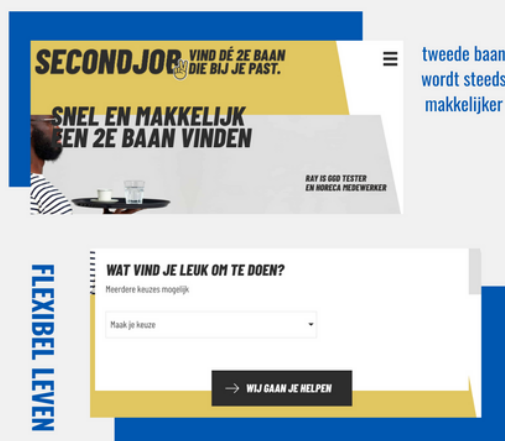 SECONDJOB
VIND DÉ 2E BAAN
DIE BIJ JE PAST.
tweede baan
wordt steeds
makkelijker
SNEL EN MAKKELIJK
EEN 2E BAAN VINDEN
RAY IS GGD TESTER
EN HORECA MEDEWERKER
FLEXIBEL LEVEN
WAT VIND JE LEUK OM TE DOEN?
Meerdere keuzes mogelijk
Maak je keuze
WIJ GAAN JE HELPEN